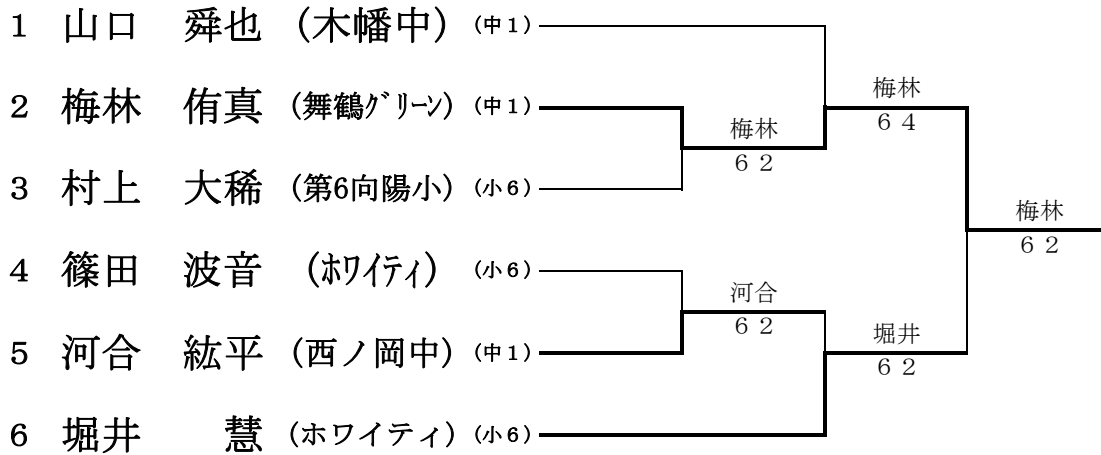 1 山口 舜也 (木幡中) (中1)
梅林
6 4
2 梅林 侑真 (舞鶴ｸﾞﾘｰﾝ) (中1)
梅林
6 2
3 村上 大稀 (第6向陽小) (小6)
梅林
6 2
4 篠田 波音 (ﾎﾜｲﾃｨ) (小6)
河合
6 2
5 河合 紘平 (西ノ岡中) (中1)
堀井
6 2
6 堀井 慧 (ホワイティ) (小6)